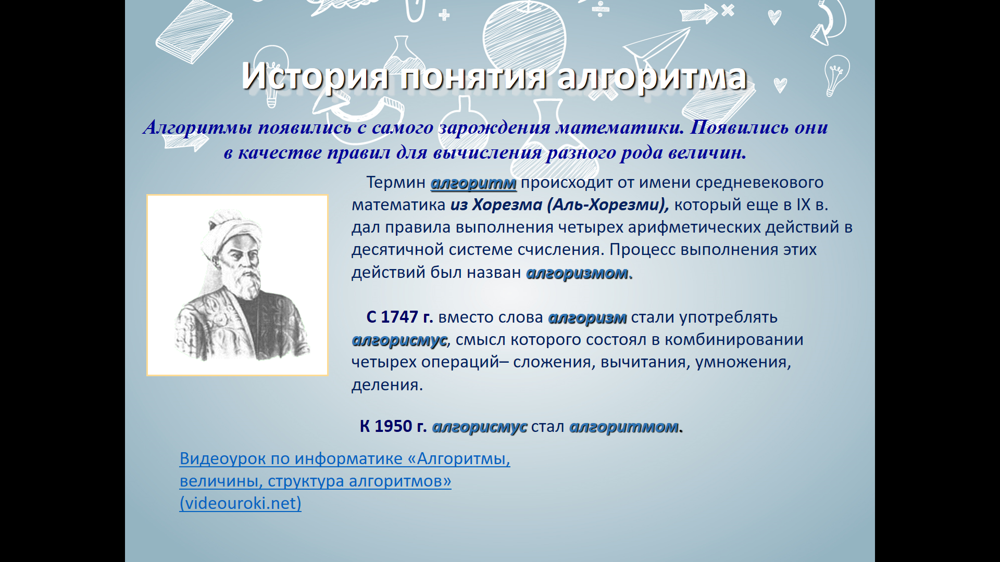 История понятия алгоритма
Алгоритмы появились с самого зарождения математики. Появились они
в качестве правил для вычисления разного рода величин.
Термин алгоритм происходит от имени средневекового
математика из Хорезма (Аль-Хорезми), который еще в IX в.
дал правила выполнения четырех арифметических действий в
десятичной системе счисления. Процесс выполнения этих
действий был назван алгоризмом.
С 1747 г. вместо слова алгоризм стали употреблять
алгорисмус, смысл которого состоял в комбинировании
четырех операций– сложения, вычитания, умножения,
деления.
К 1950 г. алгорисмус стал алгоритмом.
Видеоурок по информатике «Алгоритмы,
величины, структура алгоритмов»
(videouroki.net)